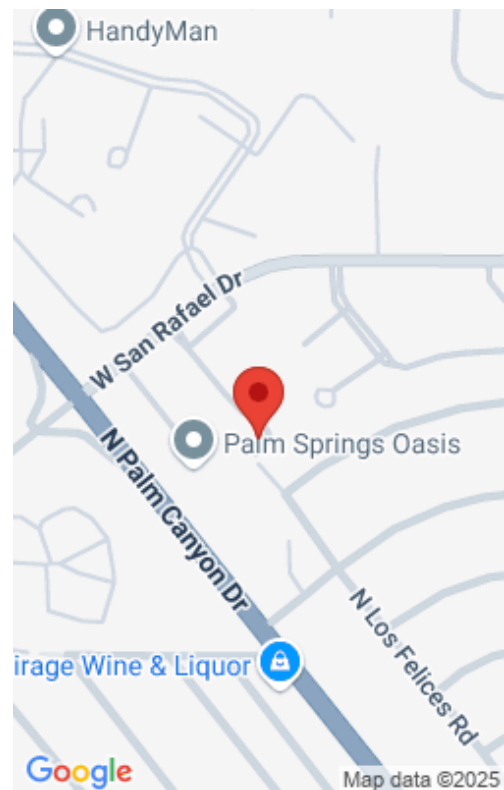 HandyMan
W San Rafael Dr
Palm Springs Oasis
N Palm Canyon Dr
N Los Felices Rd
irage Wine & Liquor
Google
Map data ©2025